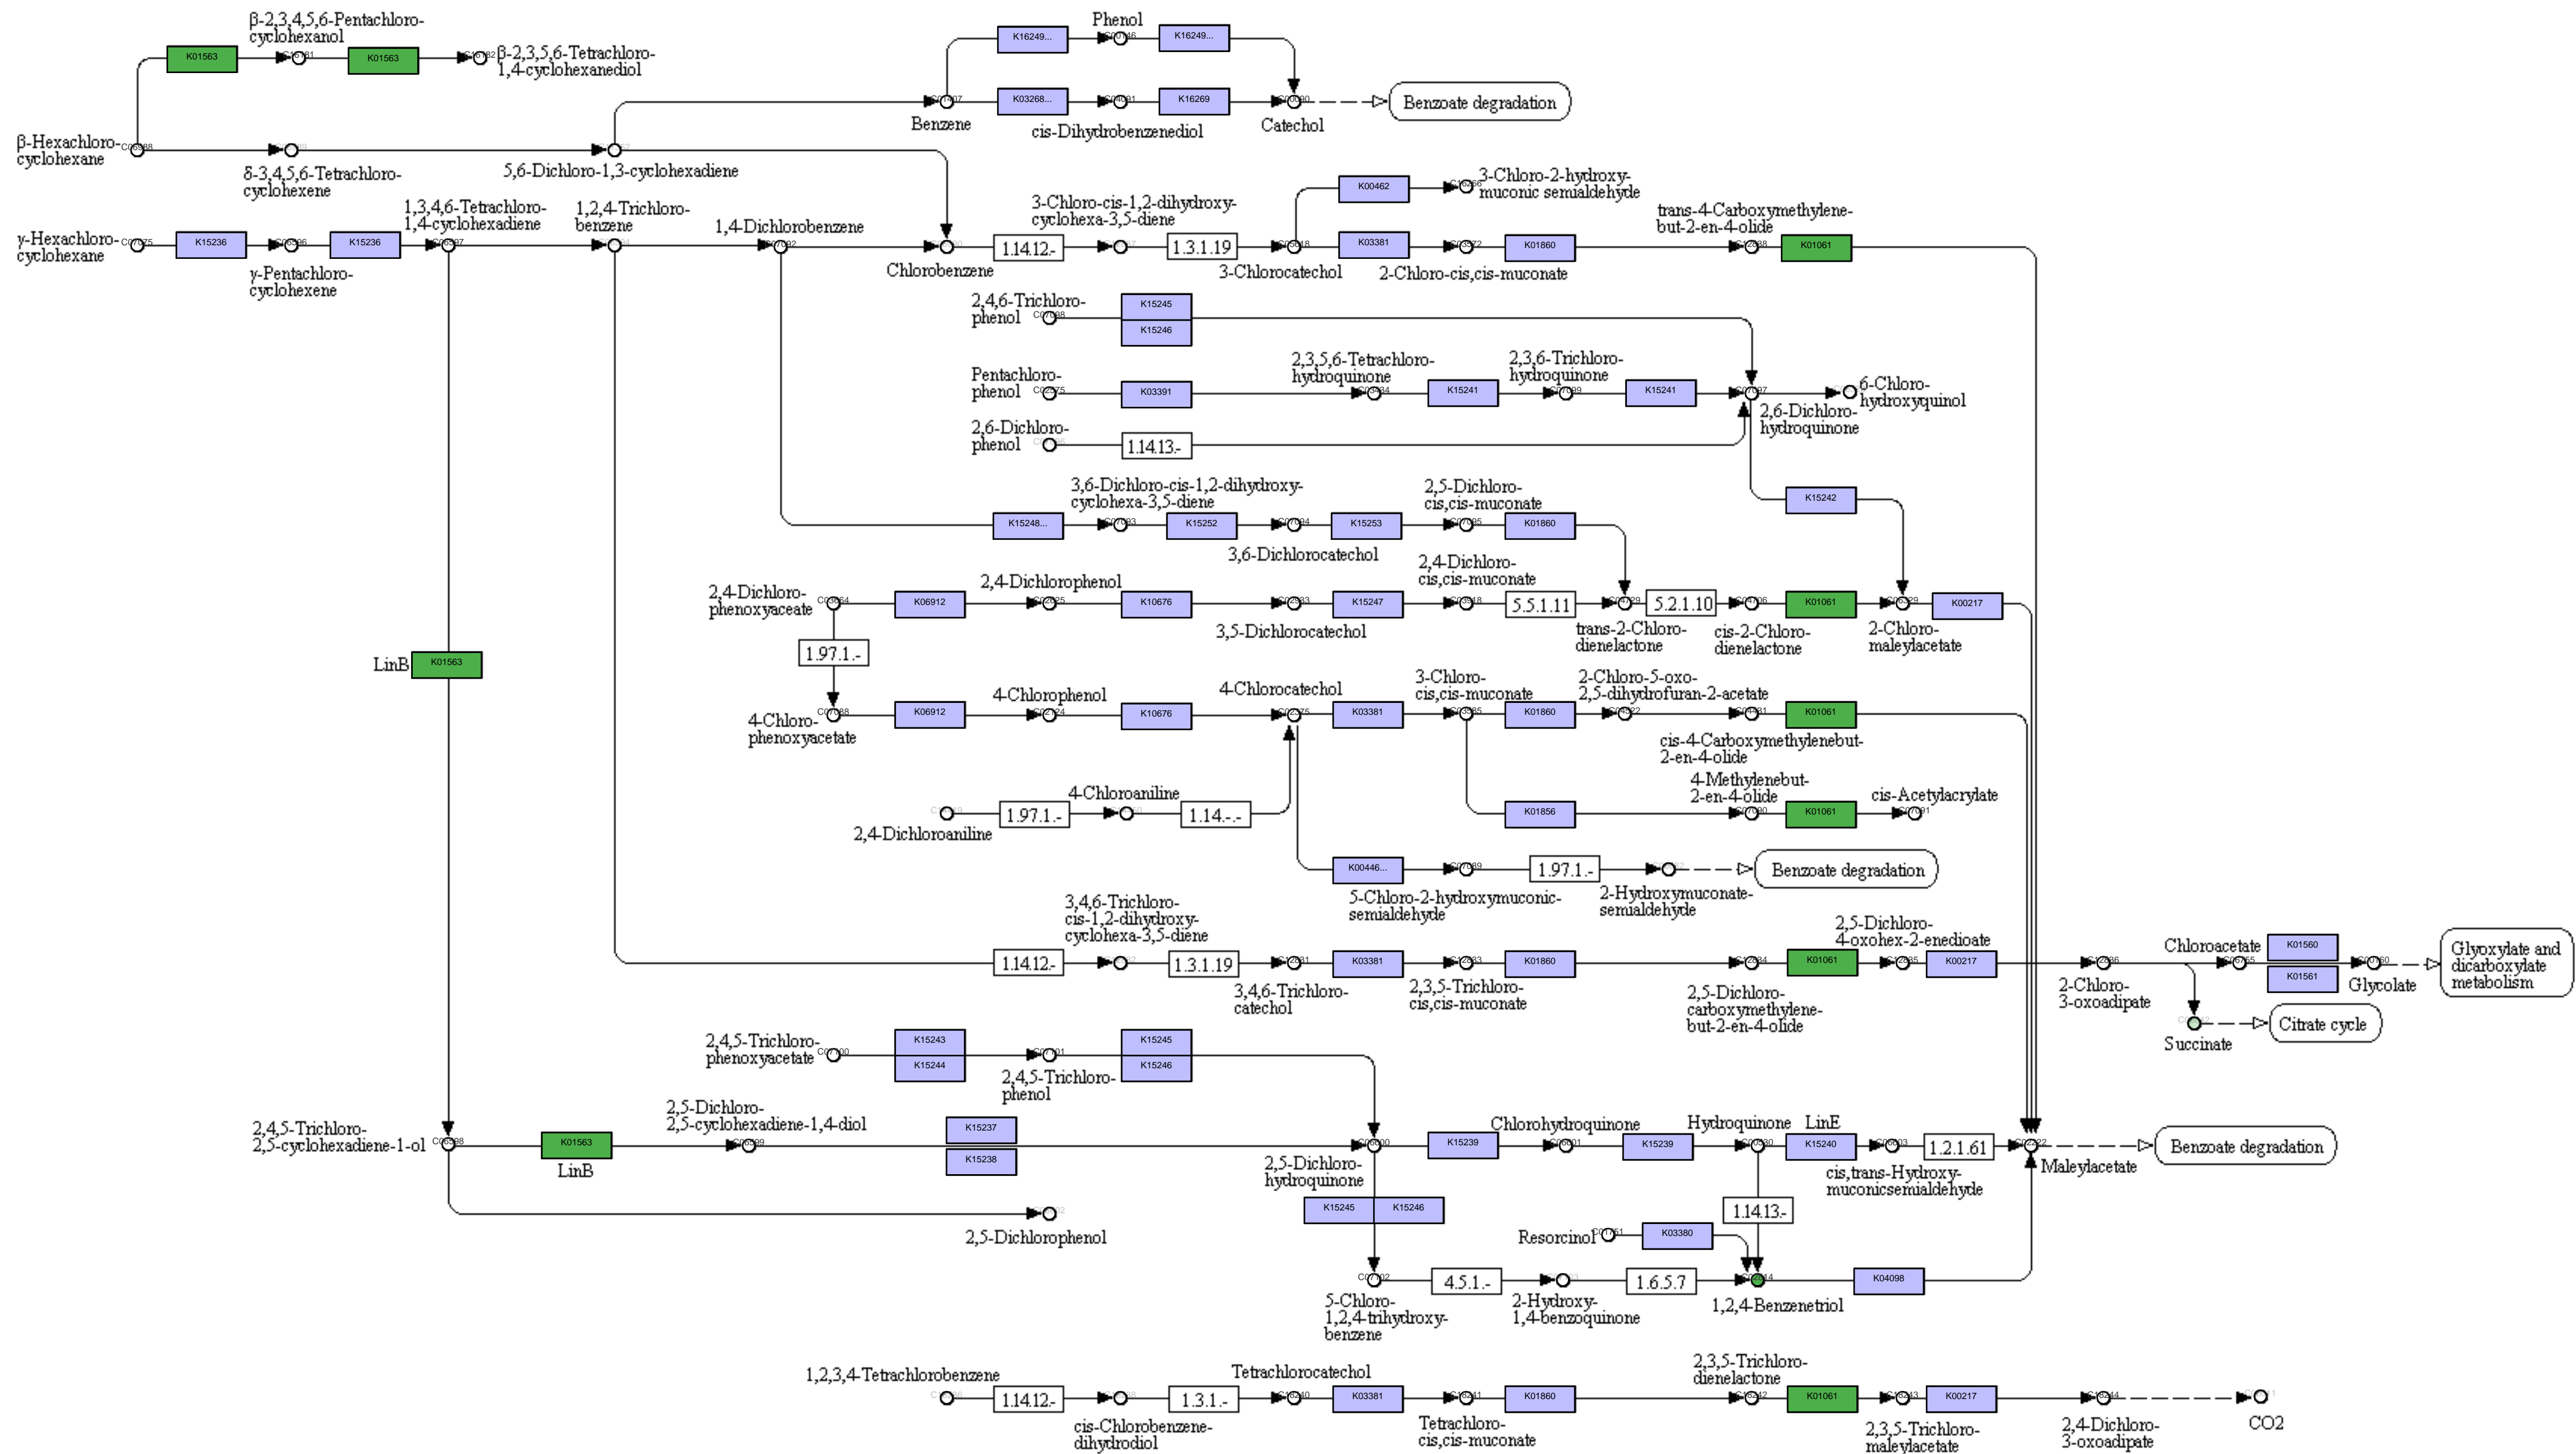 β-2,3,4,5,6-Pentachloro-
cyclohexanol
K01563
K01563
β-2,3,5,6-Tetrachloro-
1,4-cyclohexanediol
Phenol
K16249...
K16249...
K03268...
K16269
Benzoate degradation
Benzene
cis-Dihydrobenzenediol
Catechol
β-Hexachloro-
cyclohexane
δ-3,4,5,6-Tetrachloro-
cyclohexene
5,6-Dichloro-1,3-cyclohexadiene
K00462
3-Chloro-2-hydroxy-
muconic semialdehyde
γ-Hexachloro-
cyclohexane
K15236
γ-Pentachloro-
cyclohexene
K15236
1,3,4,6-Tetrachloro-
1,4-cyclohexadiene
1,2,4-Trichloro-
benzene
1,4-Dichlorobenzene
Chlorobenzene
1.14.12.-
3-Chloro-cis-1,2-dihydroxy-
cyclohexa-3,5-diene
1.3.1.19
3-Chlorocatechol
K03381
2-Chloro-cis,cis-muconate
K01860
trans-4-Carboxymethylene-
but-2-en-4-olide
K01061
2,4,6-Trichloro-
phenol
C07098
K15245
K15246
Pentachloro-
phenol
C02575
K03391
2,3,5,6-Tetrachloro-
hydroquinone
K15241
2,3,6-Trichloro-
hydroquinone
K15241
6-Chloro-
hydroxyquinol
2,6-Dichloro-
hydroquinone
2,6-Dichloro-
phenol
1.14.13.-
K15242
K15248...
3,6-Dichloro-cis-1,2-dihydroxy-
cyclohexa-3,5-diene
K15252
3,6-Dichlorocatechol
K15253
2,5-Dichloro-
cis,cis-muconate
K01860
2,4-Dichloro-
phenoxyaceate
C03664
K06912
2,4-Dichlorophenol
K10676
3,5-Dichlorocatechol
K15247
2,4-Dichloro-
cis,cis-muconate
5.5.1.11
trans-2-Chloro-
dienelactone
5.2.1.10
cis-2-Chloro-
dienelactone
K01061
2-Chloro-
maleylacetate
K00217
LinB
K01563
1.97.1.-
4-Chloro-
phenoxyacetate
K06912
4-Chlorophenol
K10676
4-Chlorocatechol
K03381
3-Chloro-
cis,cis-muconate
K01860
2-Chloro-5-oxo-
2,5-dihydrofuran-2-acetate
K01061
cis-4-Carboxymethylenebut-
2-en-4-olide
2,4-Dichloroaniline
1.97.1.-
4-Chloroaniline
1.14.-.-
K01856
4-Methylenebut-
2-en-4-olide
K01061
cis-Acetylacrylate
K00446...
5-Chloro-2-hydroxymuconic-
semialdehyde
1.97.1.-
2-Hydroxymuconate-
semialdehyde
Benzoate degradation
1.14.12.-
3,4,6-Trichloro-
cis-1,2-dihydroxy-
cyclohexa-3,5-diene
1.3.1.19
3,4,6-Trichloro-
catechol
K03381
2,3,5-Trichloro-
cis,cis-muconate
K01860
2,5-Dichloro-
carboxymethylene-
but-2-en-4-olide
K01061
2,5-Dichloro-
4-oxohex-2-enedioate
K00217
2-Chloro-
3-oxoadipate
Chloroacetate
K01560
K01561
Glycolate
Glyoxylate and
dicarboxylate
metabolism
Succinate
Citrate cycle
2,4,5-Trichloro-
phenoxyacetate
C07100
K15243
K15244
2,4,5-Trichloro-
phenol
K15245
K15246
2,4,5-Trichloro-
2,5-cyclohexadiene-1-ol
K01563
LinB
2,5-Dichloro-
2,5-cyclohexadiene-1,4-diol
K15237
K15238
2,5-Dichloro-
hydroquinone
K15239
Chlorohydroquinone
K15239
Hydroquinone
LinE
K15240
cis,trans-Hydroxy-
muconicsemialdehyde
1.2.1.61
Maleylacetate
Benzoate degradation
2,5-Dichlorophenol
K15245
K15246
1.14.13.-
Resorcinol
K03380
5-Chloro-
1,2,4-trihydroxy-
benzene
4.5.1.-
2-Hydroxy-
1,4-benzoquinone
1.6.5.7
1,2,4-Benzenetriol
K04098
1,2,3,4-Tetrachlorobenzene
1.14.12.-
cis-Chlorobenzene-
dihydrodiol
1.3.1.-
Tetrachlorocatechol
K03381
Tetrachloro-
cis,cis-muconate
K01860
2,3,5-Trichloro-
dienelactone
K01061
2,3,5-Trichloro-
maleylacetate
K00217
2,4-Dichloro-
3-oxoadipate
CO2